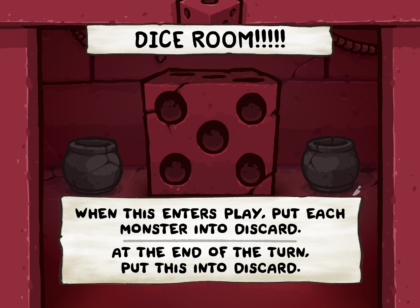 DICE ROOM!!!!!
WHEN THIS ENTERS PLAY, PUT EACH
MONSTER INTO DISCARD.
AT THE END OF THE TURN,
PUT THIS INTO DISCARD.